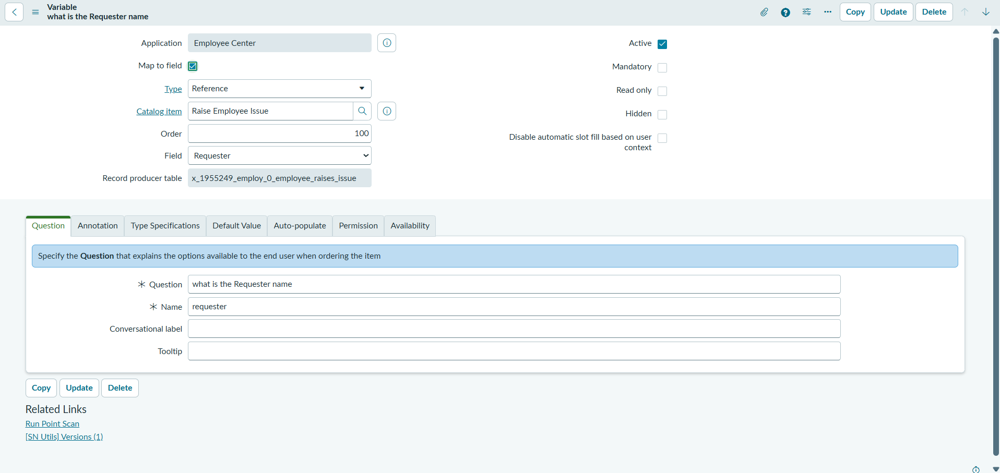 Variable
what is the Requester name
Copy
Update
Delete
Application
Employee Center
Active
Map to field
Mandatory
Type
Reference
Read only
Catalog item
Raise Employee Issue
Hidden
Order
100
Disable automatic slot fill based on user
context
Field
Requester
Record producer table
x_1955249_employ_0_employee_raises_issue
Question
Annotation
Type Specifications
Default Value
Auto-populate
Permission
Availability
Specify the Question that explains the options available to the end user when ordering the item
Question
what is the Requester name
Name
requester
Conversational label
Tooltip
Copy
Update
Delete
Related Links
Run Point Scan
[SN Utils] Versions (1)